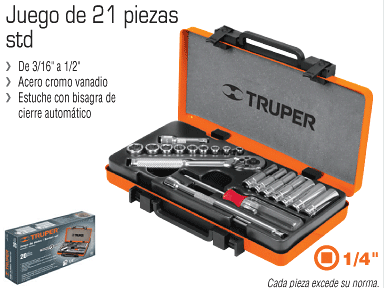 Juego de 21 piezas
std
› De 3/16" a 1/2"
› Acero cromo vanadio
› Estuche con bisagra de
cierre automático
TRUPER
TRUPER
1/4"
Cada pieza excede su norma.